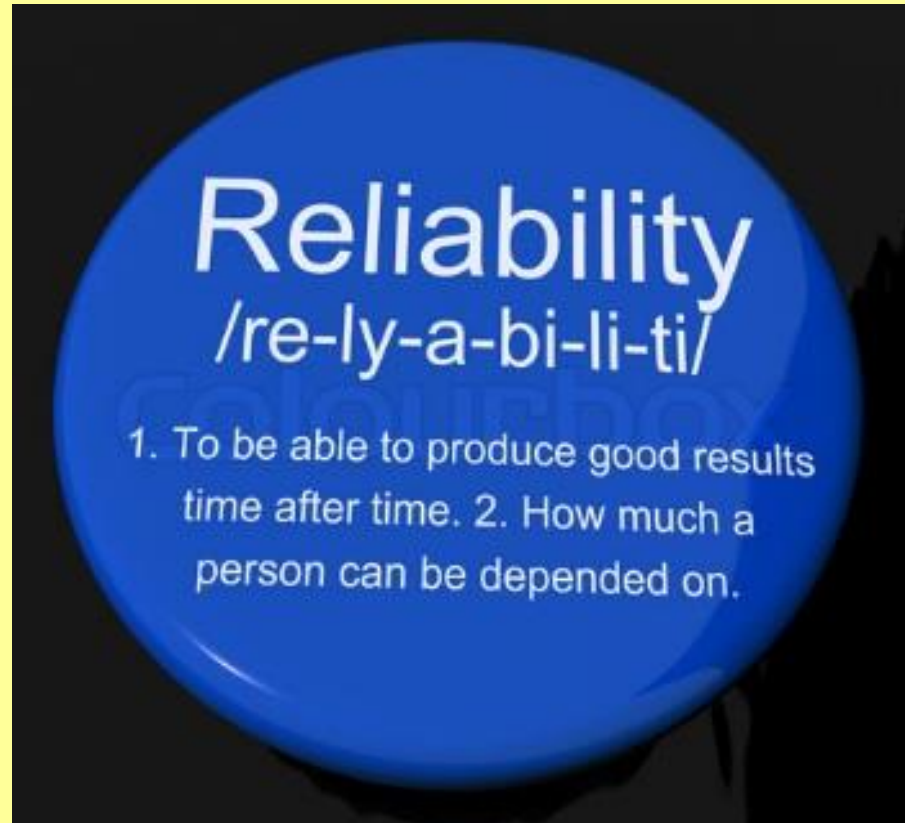 Reliability
/re-ly-a-bi-li-ti/
colourbox
1. To be able to produce good results
time after time. 2. How much a
person can be depended on.